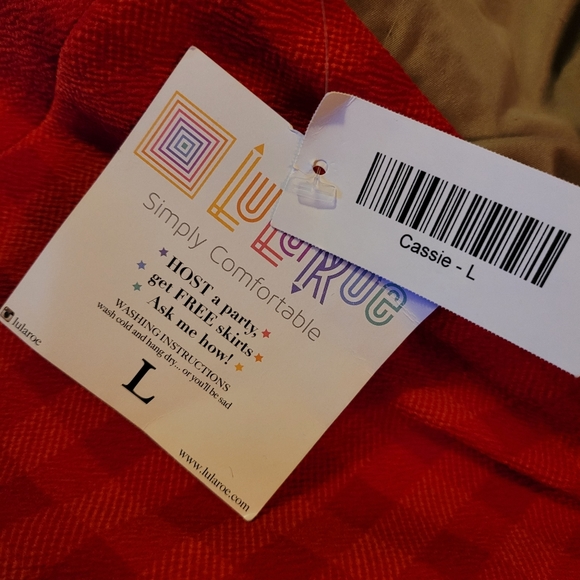 LuLaRoe
Simply Comfortable
HOST a party,
get FREE skirts
Ask me how!
WASHING INSTRUCTIONS
wash cold and hang dry... or you'll be sad
L
www.lularoe.com
lularoe
Cassie - L